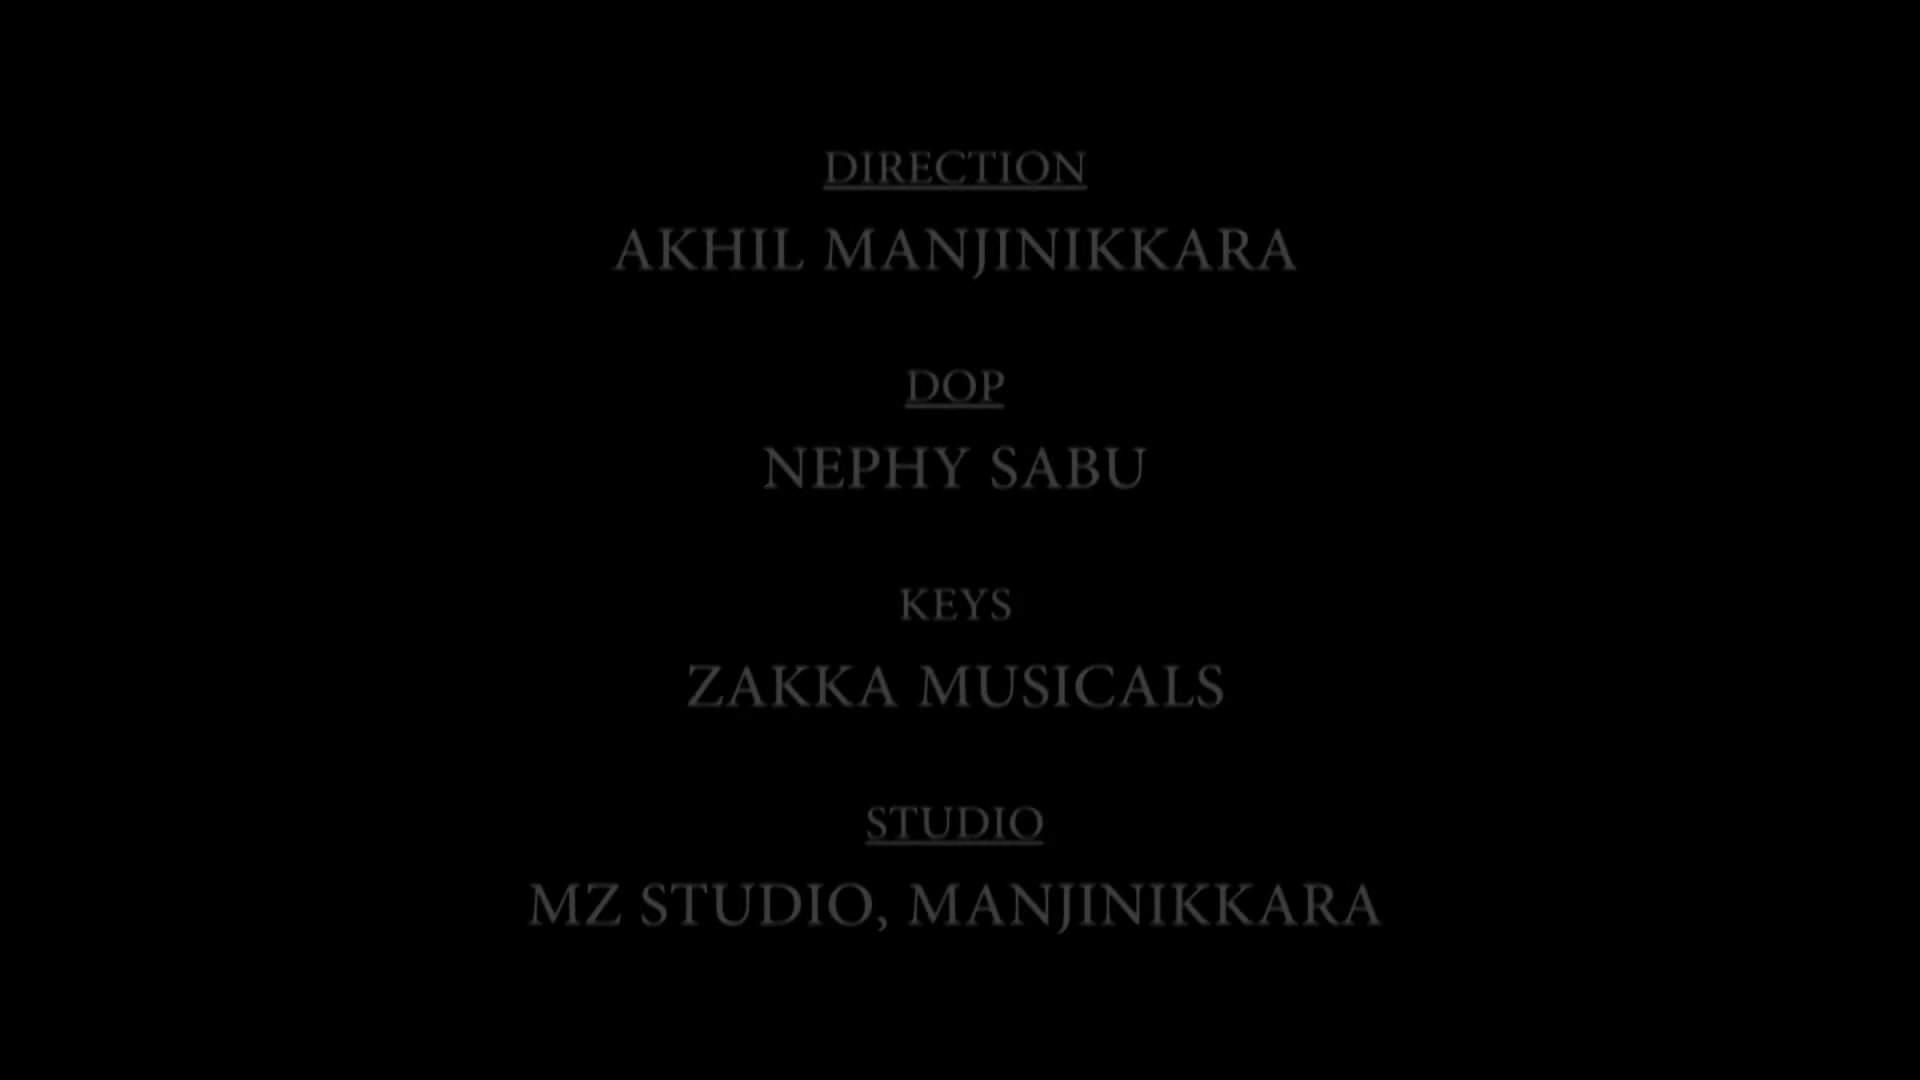 DIRECTION
AKHIL MANJINIKKARA
DOP
NEPHY SABU
KEYS
ZAKKA MUSICALS
STUDIO
MZ STUDIO, MANJINIKKARA